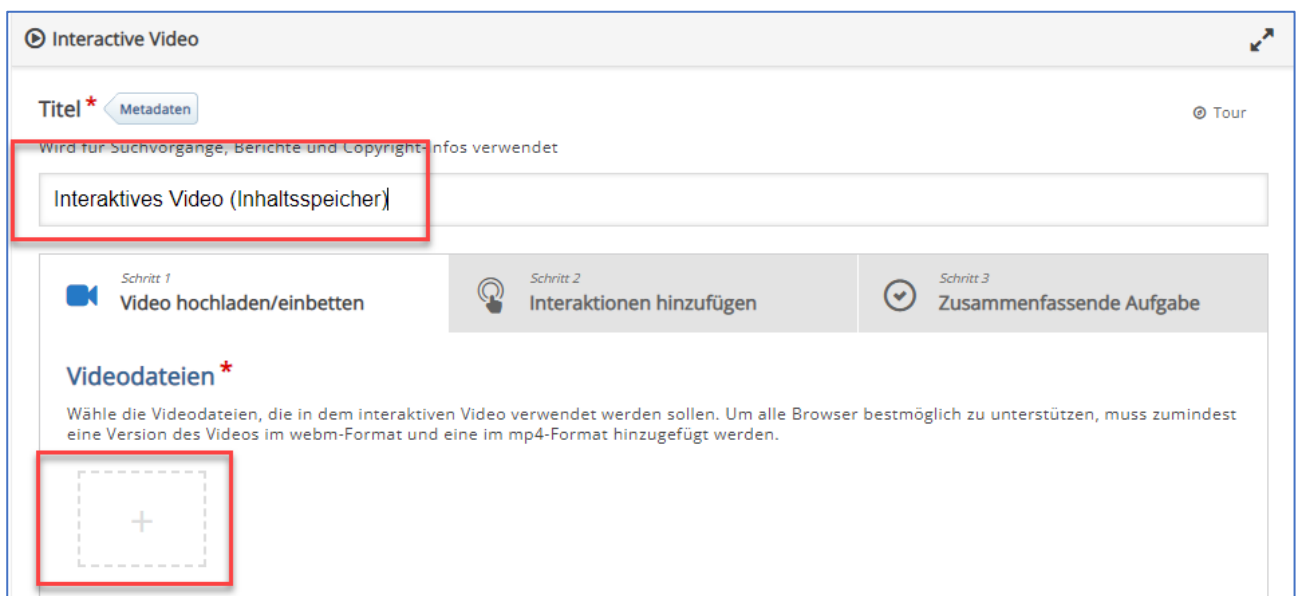 Interactive Video
Titel * Metadaten
Tour
Wird für Suchvorgänge, Berichte und Copyright-Infos verwendet
Interaktives Video (Inhaltsspeicher)
Schritt 1
Video hochladen/einbetten
Schritt 2
Interaktionen hinzufügen
Schritt 3
Zusammenfassende Aufgabe
Videodateien *
Wähle die Videodateien, die in dem interaktiven Video verwendet werden sollen. Um alle Browser bestmöglich zu unterstützen, muss zumindest
eine Version des Videos im webm-Format und eine im mp4-Format hinzugefügt werden.
+